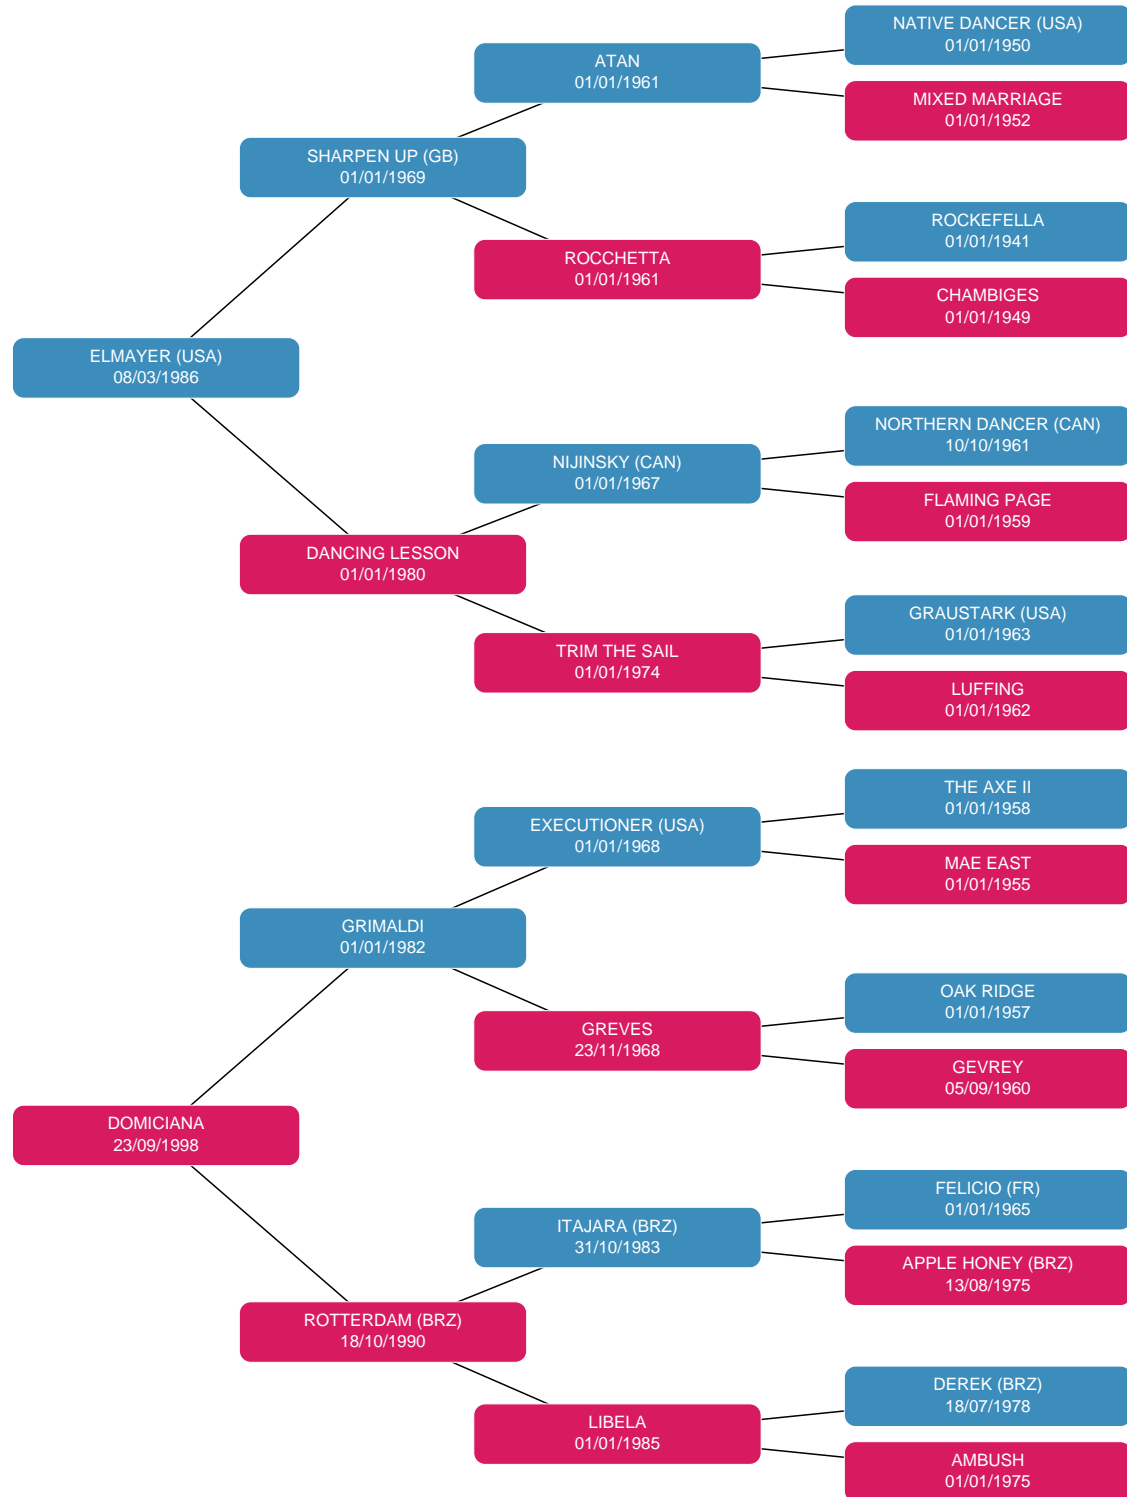 NATIVE DANCER (USA)
01/01/1950
ATAN
01/01/1961
MIXED MARRIAGE
01/01/1952
SHARPEN UP (GB)
01/01/1969
ROCKEFELLA
01/01/1941
ROCCHETTA
01/01/1961
CHAMBIGES
01/01/1949
ELMAYER (USA)
08/03/1986
NORTHERN DANCER (CAN)
10/10/1961
NIJINSKY (CAN)
01/01/1967
FLAMING PAGE
01/01/1959
DANCING LESSON
01/01/1980
GRAUSTARK (USA)
01/01/1963
TRIM THE SAIL
01/01/1974
LUFFING
01/01/1962
THE AXE II
01/01/1958
EXECUTIONER (USA)
01/01/1968
MAE EAST
01/01/1955
GRIMALDI
01/01/1982
OAK RIDGE
01/01/1957
GREVES
23/11/1968
GEVREY
05/09/1960
DOMICIANA
23/09/1998
FELICIO (FR)
01/01/1965
ITAJARA (BRZ)
31/10/1983
APPLE HONEY (BRZ)
13/08/1975
ROTTERDAM (BRZ)
18/10/1990
DEREK (BRZ)
18/07/1978
LIBELA
01/01/1985
AMBUSH
01/01/1975